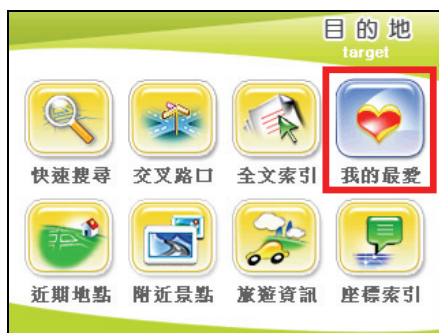 目的地
target
快速搜尋 交叉路口 全文索引 我的最愛
近期地點 附近景點 旅遊資訊 座標索引